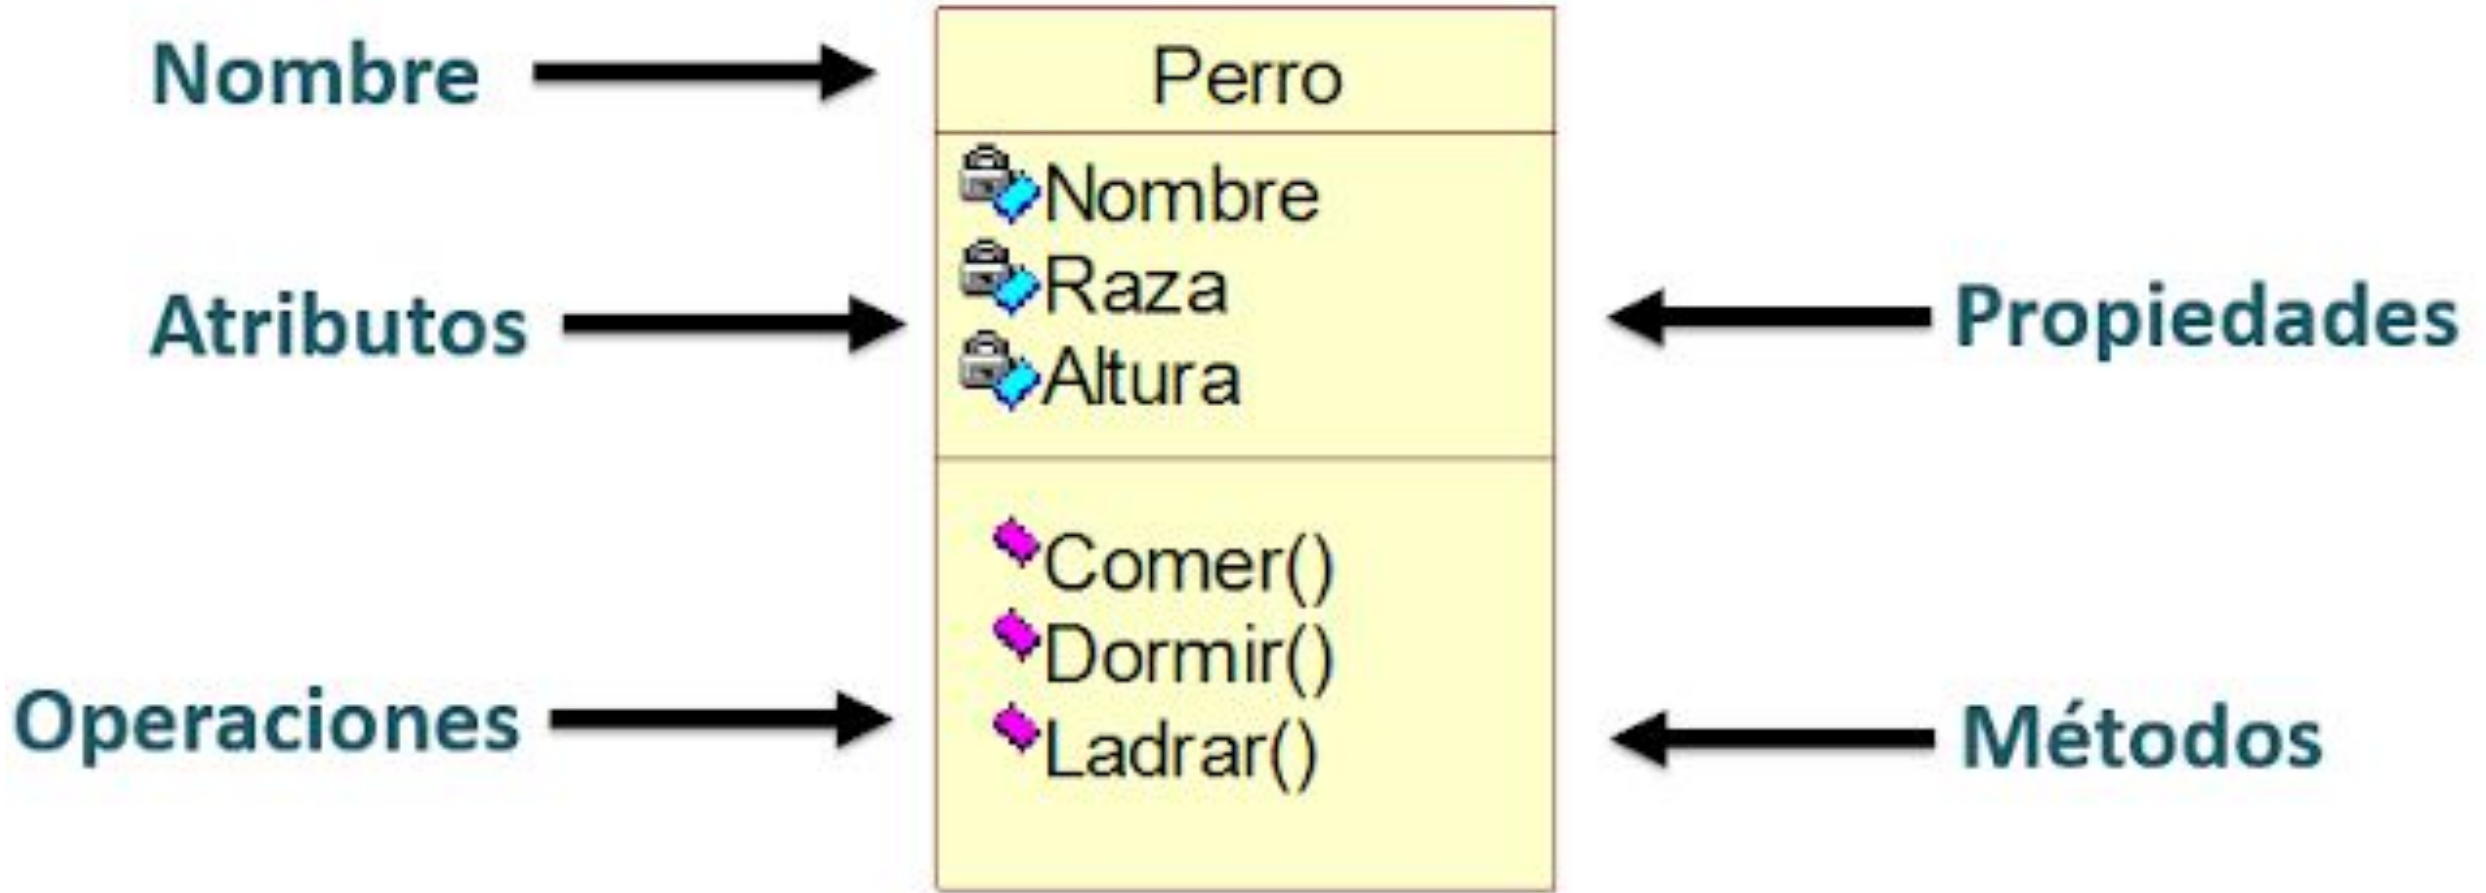 Nombre
Perro
Nombre
Raza
Altura
Atributos
Propiedades
Comer()
Dormir()
Ladrar()
Operaciones
Métodos